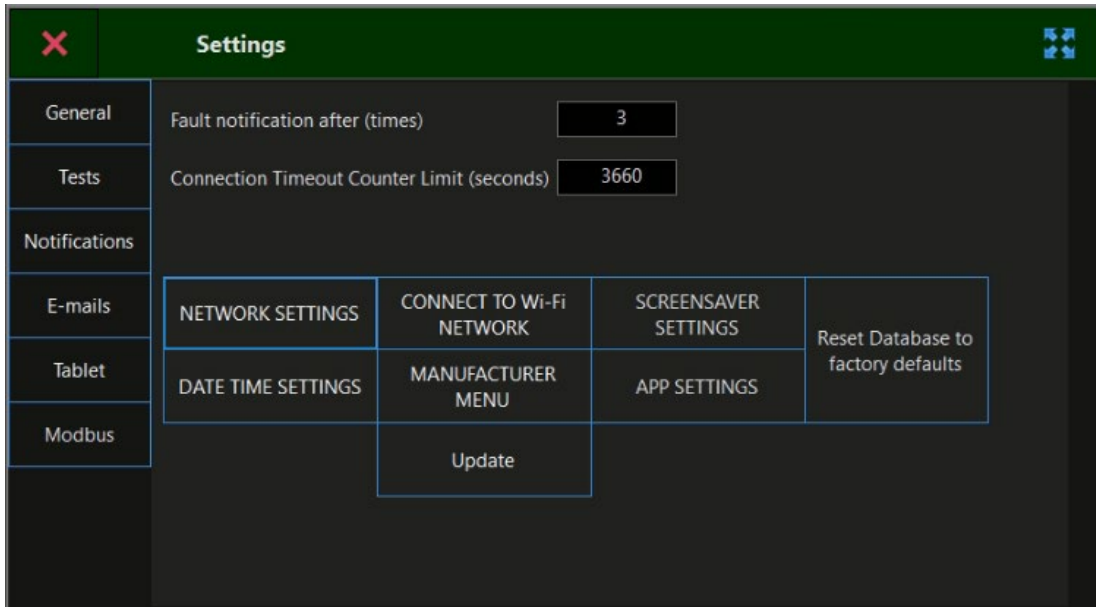 Settings
General
Tests
Notifications
E-mails
Tablet
Modbus
Fault notification after (times) 3
Connection Timeout Counter Limit (seconds) 3660
NETWORK SETTINGS
CONNECT TO Wi-Fi
NETWORK
SCREENSAVER
SETTINGS
Reset Database to
factory defaults
DATE TIME SETTINGS
MANUFACTURER
MENU
APP SETTINGS
Update